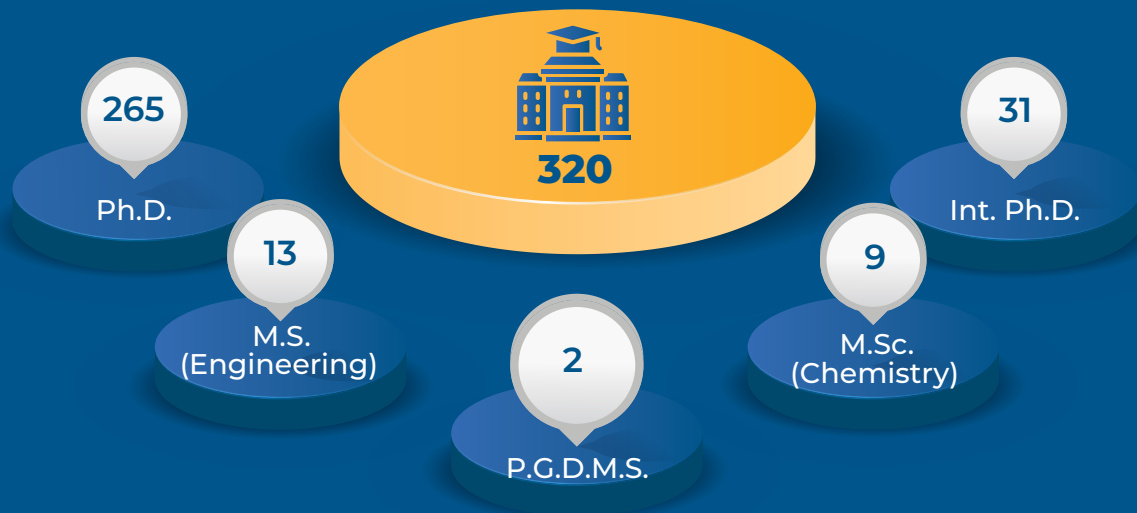 320
265
Ph.D.
13
M.S.
(Engineering)
2
P.G.D.M.S.
9
M.Sc.
(Chemistry)
31
Int. Ph.D.